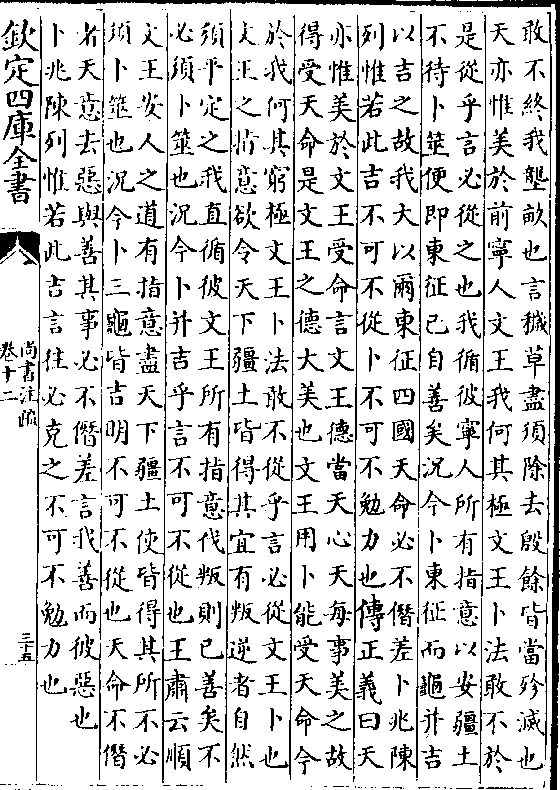 敢不終我壟畝也言穢草盡須除去殷餘皆當殄滅也
天亦惟美於前寧人文王我何其極文王卜法敢不於
是從乎言必從之也我循彼寧人所有指意以安疆土
不待卜筮便即東征已自善矣況今卜東征而龜并吉
以吉之故我大以爾東征四國天命必不僭差卜兆陳
列惟若此吉不可不從卜不可不勉力也傳正義曰天
亦惟美於文王受命言文王德當天心天每事美之故
得受天命是文王之德大美也文王用卜能受天命今
於我何其窮極文王卜法敢不從乎言必從文王卜也
文王之指意欲令天下疆土皆得其宜有叛逆者自然
須平定之我直循彼文王所有指意伐叛則已善矣不
必須卜筮也況今卜并吉乎言不可不從也王肅云順
文王安人之道有指意盡天下疆土使皆得其所不必
須卜筮也況今卜三龜皆吉明不可不從也天命不僭
者天意去惡與善其事必不僭差言我善而彼惡也
卜兆陳列惟若此吉言往必克之不可不勉力也
欽定四庫全書
尚書注疏
卷十二
三十五